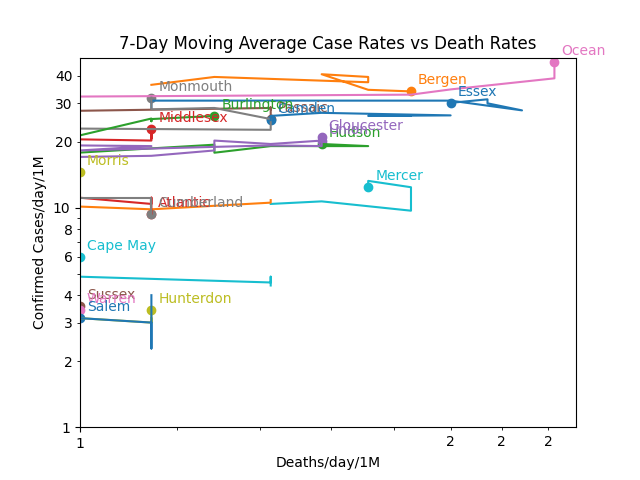 7-Day Moving Average Case Rates vs Death Rates
Ocean
40
Bergen
Monmouth
Essex
30
Burlington
Passaic
Camden
Middlesex
Gloucester
Hudson
20
Morris
Mercer
10
Atlantic
Cumberland
8
Cape May
6
4
Sussex
Warren
Hunterdon
Salem
3
2
1
1
2
2
2
Confirmed Cases/day/1M
Deaths/day/1M